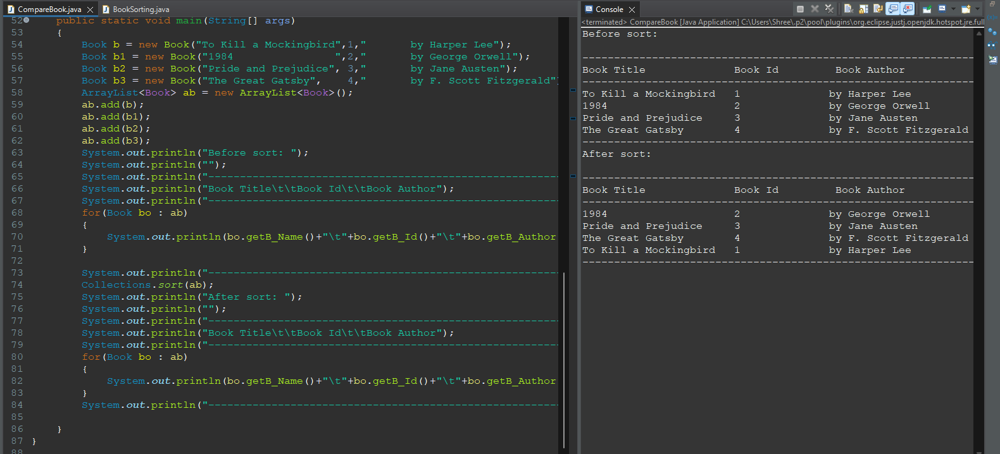 CompareBook.java
BookSorting.java
52 public static void main(String[] args)
53 {
54 Book b = new Book("To Kill a Mockingbird",1," by Harper Lee");
55 Book b1 = new Book("1984 ",2," by George Orwell");
56 Book b2 = new Book("Pride and Prejudice", 3," by Jane Austen");
57 Book b3 = new Book("The Great Gatsby", 4," by F. Scott Fitzgerald")
58 ArrayList<Book> ab = new ArrayList<Book>();
59 ab.add(b);
60 ab.add(b1);
61 ab.add(b2);
62 ab.add(b3);
63 System.out.println("Before sort: ");
64 System.out.println("");
65 System.out.println("--------------------------------------------------------
66 System.out.println("Book Title\t\tBook Id\t\tBook Author");
67 System.out.println("--------------------------------------------------------
68 for(Book bo : ab)
69 {
70 System.out.println(bo.getB_Name()+"\t"+bo.getB_Id()+"\t"+bo.getB_Author
71 }
72
73 System.out.println("--------------------------------------------------------
74 Collections.sort(ab);
75 System.out.println("After sort: ");
76 System.out.println("");
77 System.out.println("--------------------------------------------------------
78 System.out.println("Book Title\t\tBook Id\t\tBook Author");
79 System.out.println("--------------------------------------------------------
80 for(Book bo : ab)
81 {
82 System.out.println(bo.getB_Name()+"\t"+bo.getB_Id()+"\t"+bo.getB_Author
83 }
84 System.out.println("--------------------------------------------------------
85
86 }
87 }
88
Console
<terminated> CompareBook [Java Application] C:\Users\Shree\.p2\pool\plugins\org.eclipse.justj.openjdk.hotspot.jre.full
Before sort:
--------------------------------------------------------------
Book Title Book Id Book Author
--------------------------------------------------------------
To Kill a Mockingbird 1 by Harper Lee
1984 2 by George Orwell
Pride and Prejudice 3 by Jane Austen
The Great Gatsby 4 by F. Scott Fitzgerald
--------------------------------------------------------------
After sort:
--------------------------------------------------------------
Book Title Book Id Book Author
--------------------------------------------------------------
1984 2 by George Orwell
Pride and Prejudice 3 by Jane Austen
The Great Gatsby 4 by F. Scott Fitzgerald
To Kill a Mockingbird 1 by Harper Lee
--------------------------------------------------------------